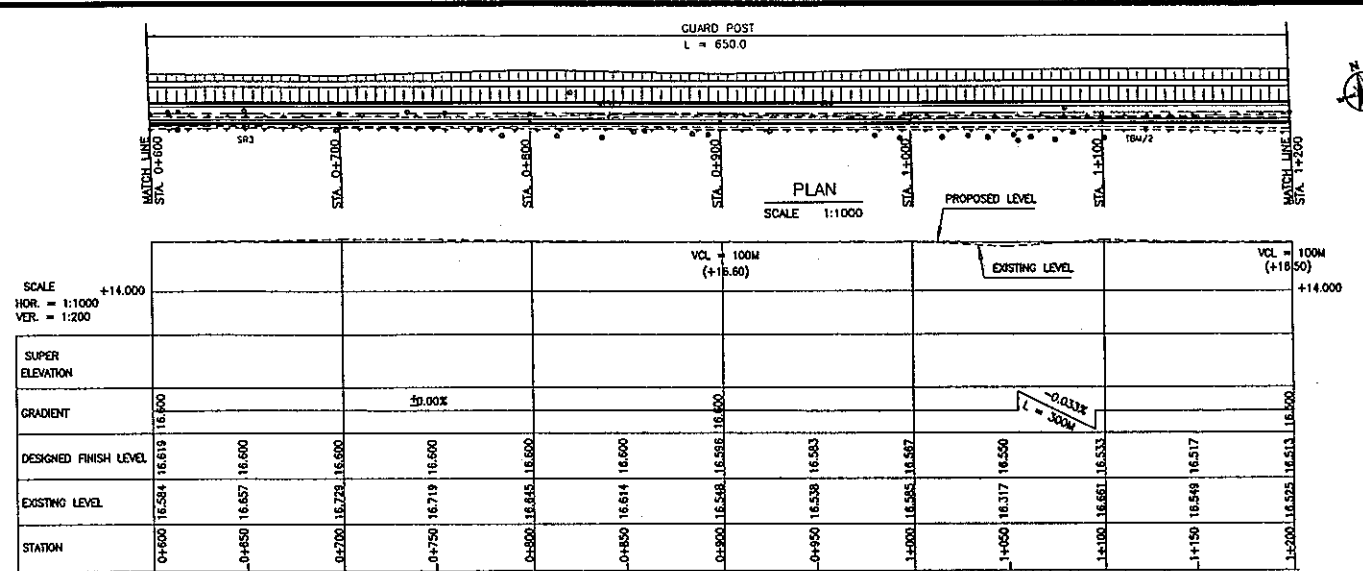 GUARD POST
L = 650.0
N
MATCH LINE
STA. 0+600
SR3
STA. 0+700
STA. 0+800
STA. 0+900
STA. 1+000
STA. 1+100
TBM/2
MATCH LINE
STA. 1+200
PLAN
SCALE 1:1000
PROPOSED LEVEL
EXISTING LEVEL
VCL = 100M
(+16.60)
VCL = 100M
(+16.50)
SCALE
HOR. = 1:1000
VER. = 1:200
+14.000
+14.000
SUPER
ELEVATION
GRADIENT 16.600 ±0.00% 16.600 -0.033% L = 300M 16.500
DESIGNED FINISH LEVEL 16.619 16.600 16.600 16.600 16.600 16.600 16.596 16.583 16.567 16.550 16.533 16.517 16.513
EXISTING LEVEL 16.584 16.657 16.729 16.719 16.645 16.614 16.548 16.538 16.585 16.317 16.661 16.549 16.525
STATION 0+600 0+650 0+700 0+750 0+800 0+850 0+900 0+950 1+000 1+050 1+100 1+150 1+200